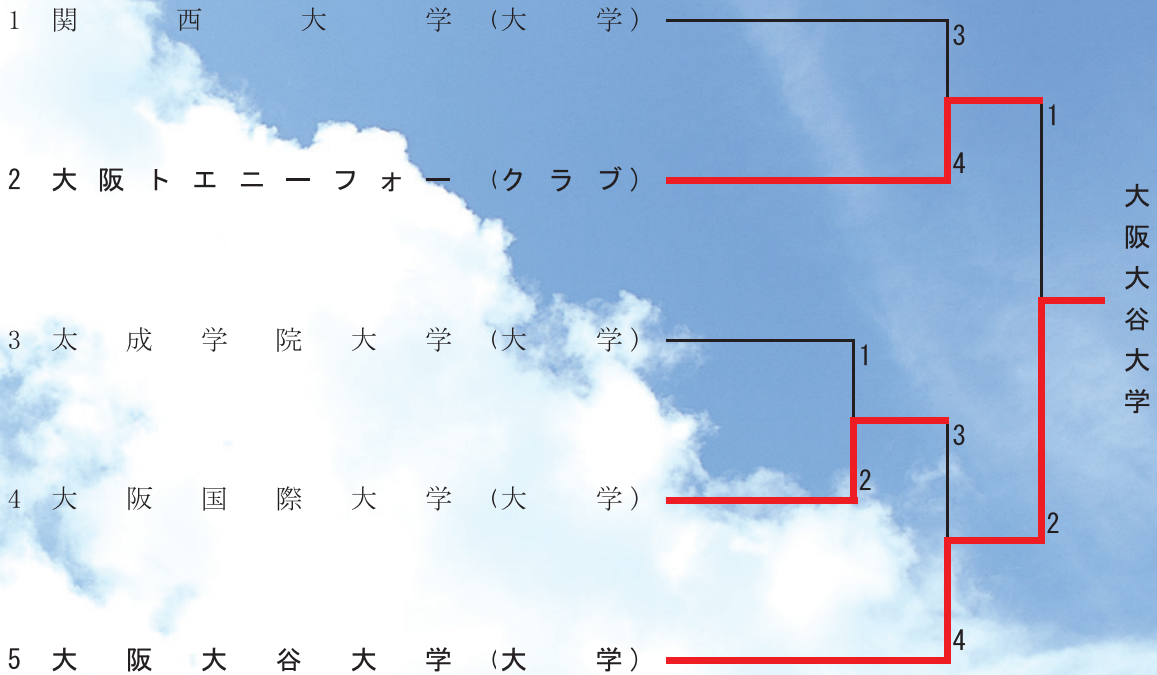 1 関西大学(大学)
3
1
2 大阪トエニーフォー(クラブ)
4
大阪大谷大学
3 太成学院大学(大学)
1
3
4 大阪国際大学(大学)
2
2
5 大阪大谷大学(大学)
4